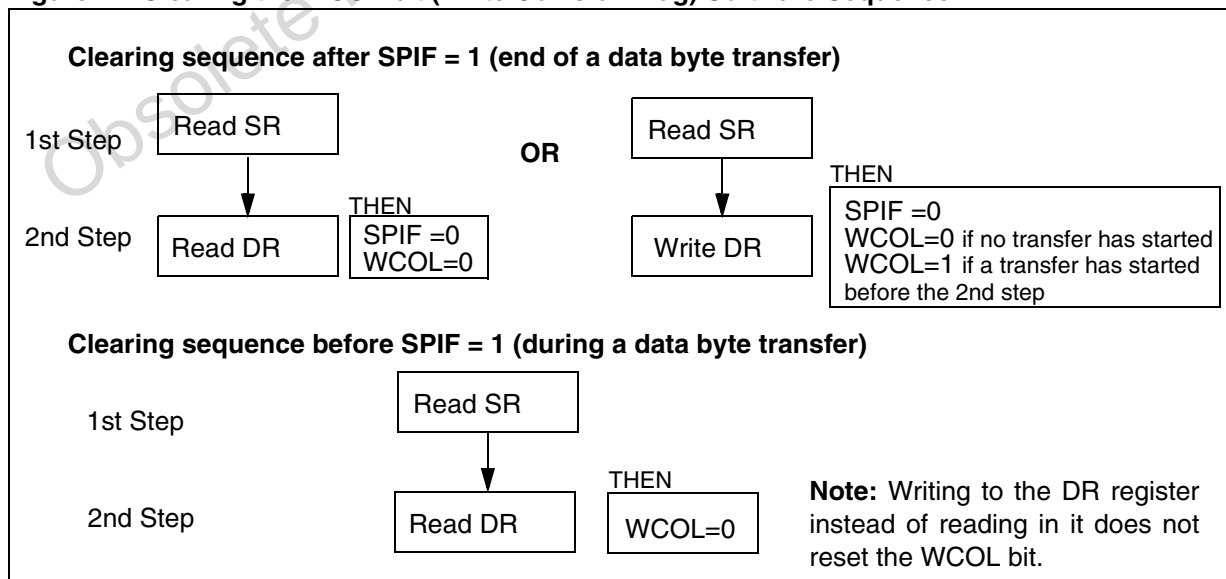 Clearing sequence after SPIF = 1 (end of a data byte transfer)
1st Step
Read SR
OR
Read SR
THEN
2nd Step
Read DR
THEN
SPIF =0
WCOL=0
Write DR
SPIF =0
WCOL=0 if no transfer has started
WCOL=1 if a transfer has started
before the 2nd step
Clearing sequence before SPIF = 1 (during a data byte transfer)
1st Step
Read SR
2nd Step
Read DR
THEN
WCOL=0
Note: Writing to the DR register
instead of reading in it does not
reset the WCOL bit.
Obsolete